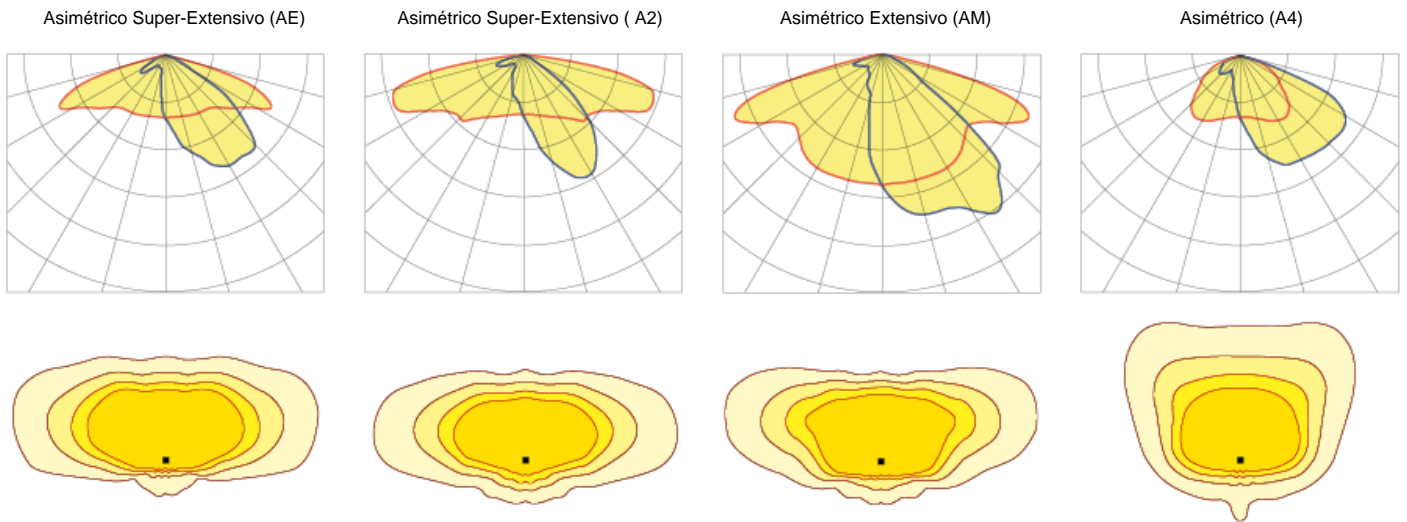 Asimétrico Super-Extensivo (AE)
Asimétrico Super-Extensivo ( A2)
Asimétrico Extensivo (AM)
Asimétrico (A4)